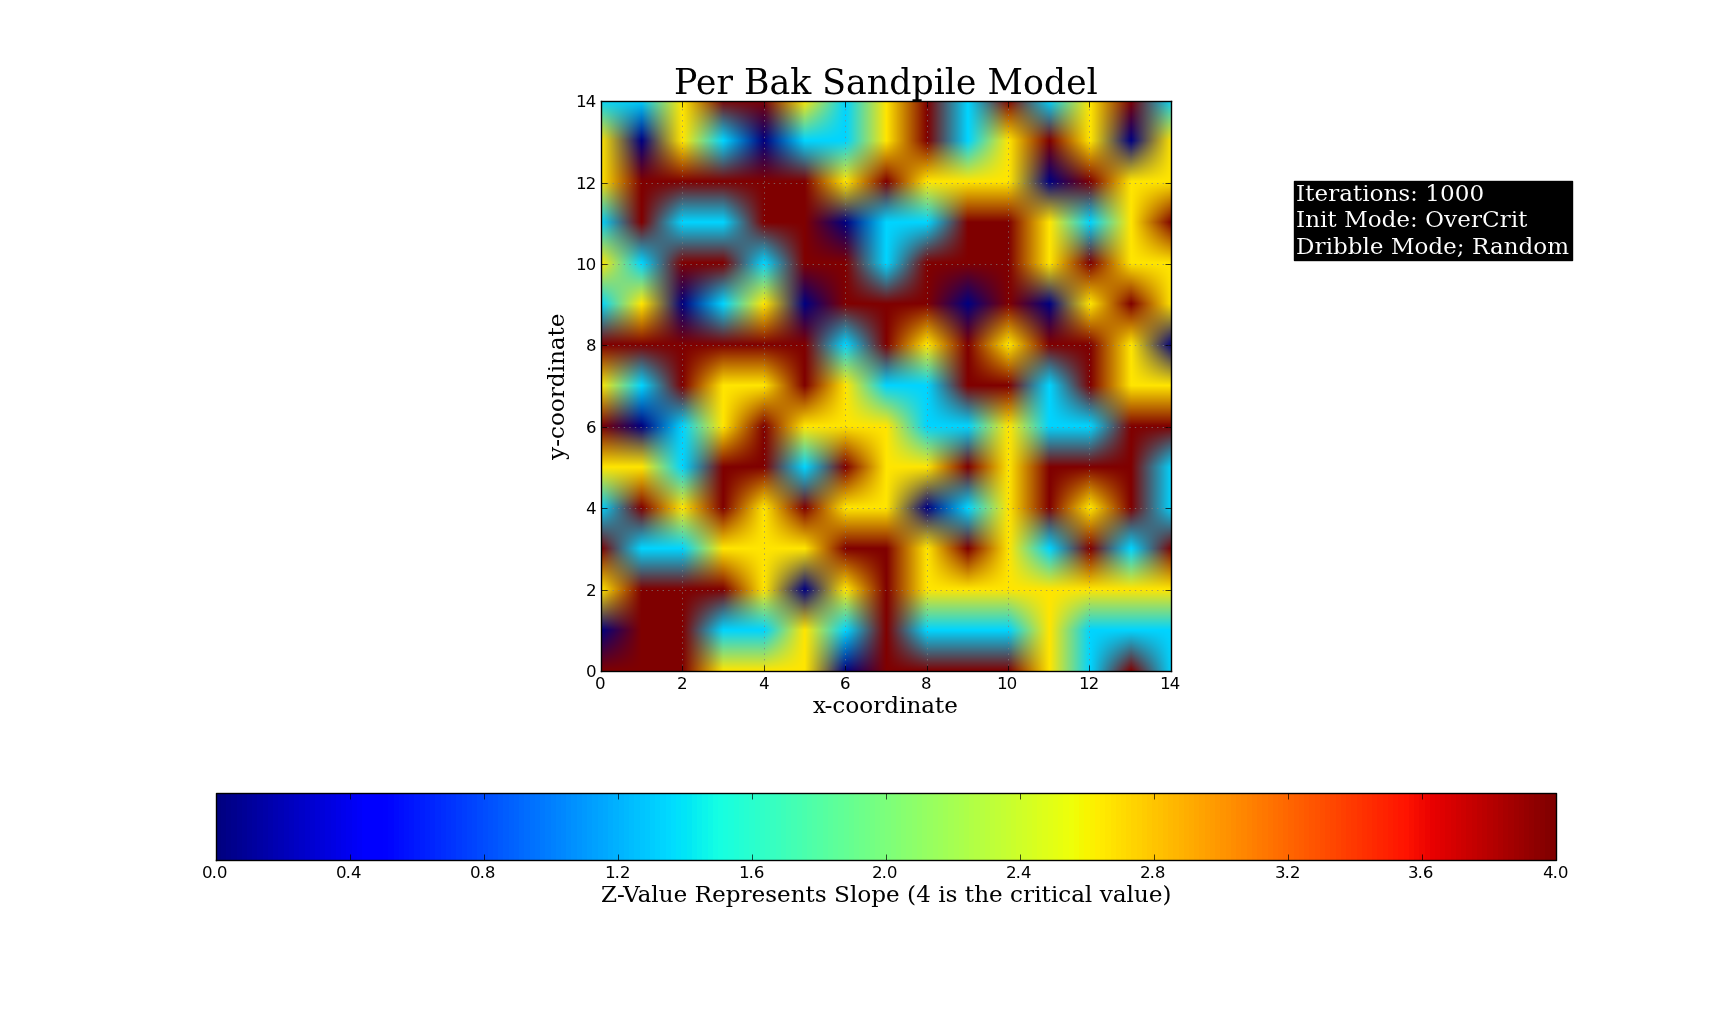 Per Bak Sandpile Model
14
12
10
8
6
4
2
0
y-coordinate
0 2 4 6 8 10 12 14
x-coordinate
Iterations: 1000
Init Mode: OverCrit
Dribble Mode; Random
0.0 0.4 0.8 1.2 1.6 2.0 2.4 2.8 3.2 3.6 4.0
Z-Value Represents Slope (4 is the critical value)